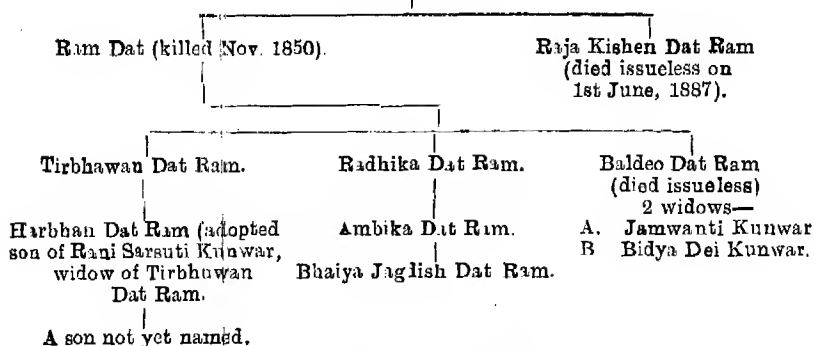 Ram Dat (killed Nov. 1850).
Raja Kishen Dat Ram
(died issueless on
1st June, 1887).
Tirbhawan Dat Ram.
Radhika Dat Ram.
Baldeo Dat Ram
(died issueless)
2 widows—
A. Jamwanti Kunwar
B Bidya Dei Kunwar.
Harbhan Dat Ram (adopted
son of Rani Sarsuti Kunwar,
widow of Tirbhuwan
Dat Ram.
Ambika Dat Ram.
Bhaiya Jaglish Dat Ram.
A son not yet named.